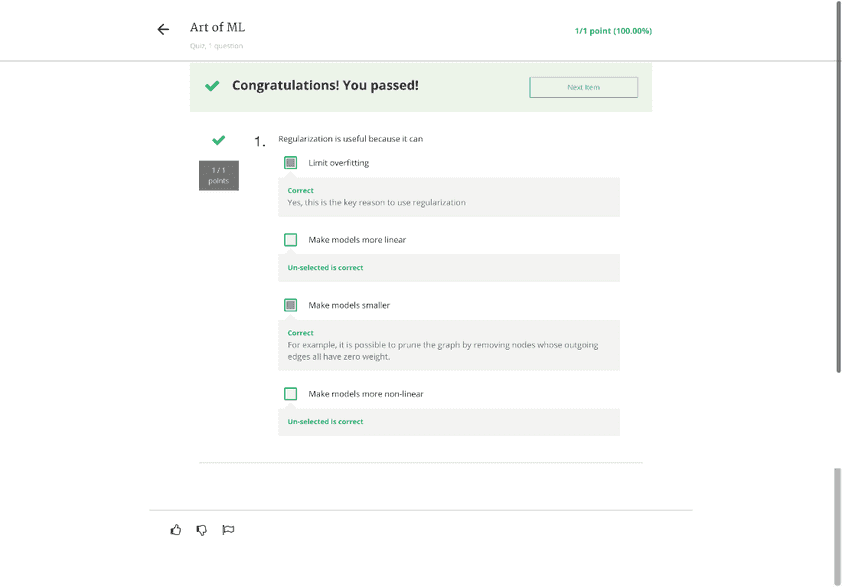 Art of ML
1/1 point (100.00%)
Quiz, 1 question
Congratulations! You passed!
Next Item
1/1
points
1.
Regularization is useful because it can
Limit overfitting
Correct
Yes, this is the key reason to use regularization
Make models more linear
Un-selected is correct
Make models smaller
Correct
For example, it is possible to prune the graph by removing nodes whose outgoing
edges all have zero weight.
Make models more non-linear
Un-selected is correct